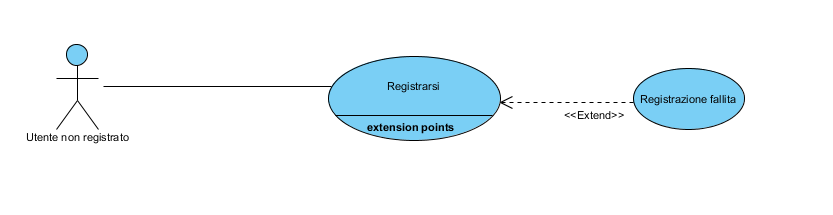 Utente non registrato
Registrarsi
extension points
<<Extend>>
Registrazione fallita